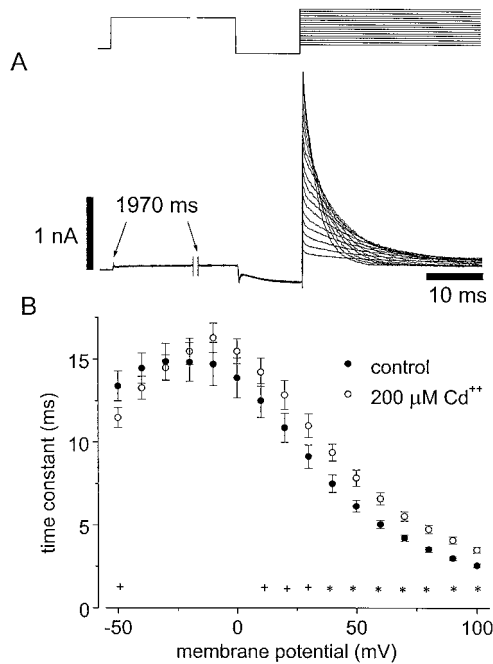 A
1970 ms
1 nA
10 ms
B
15
10
5
0
time constant (ms)
control
200 µM Cd++
+ + + + * * * * * * *
-50 0 50 100
membrane potential (mV)